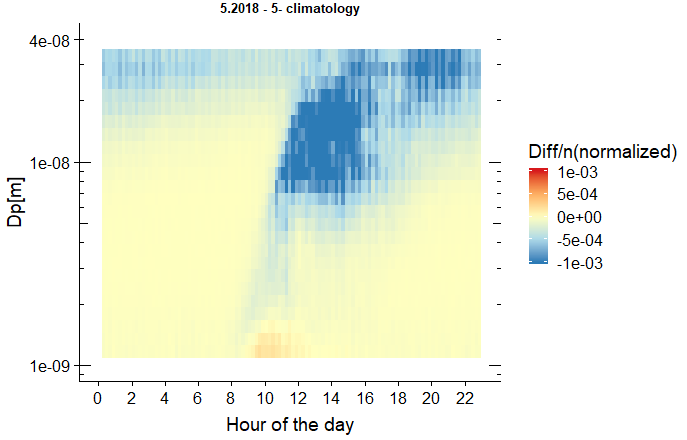 5.2018 - 5- climatology
4e-08
1e-08
1e-09
Dp[m]
0 2 4 6 8 10 12 14 16 18 20 22
Hour of the day
Diff/n(normalized)
1e-03
5e-04
0e+00
-5e-04
-1e-03